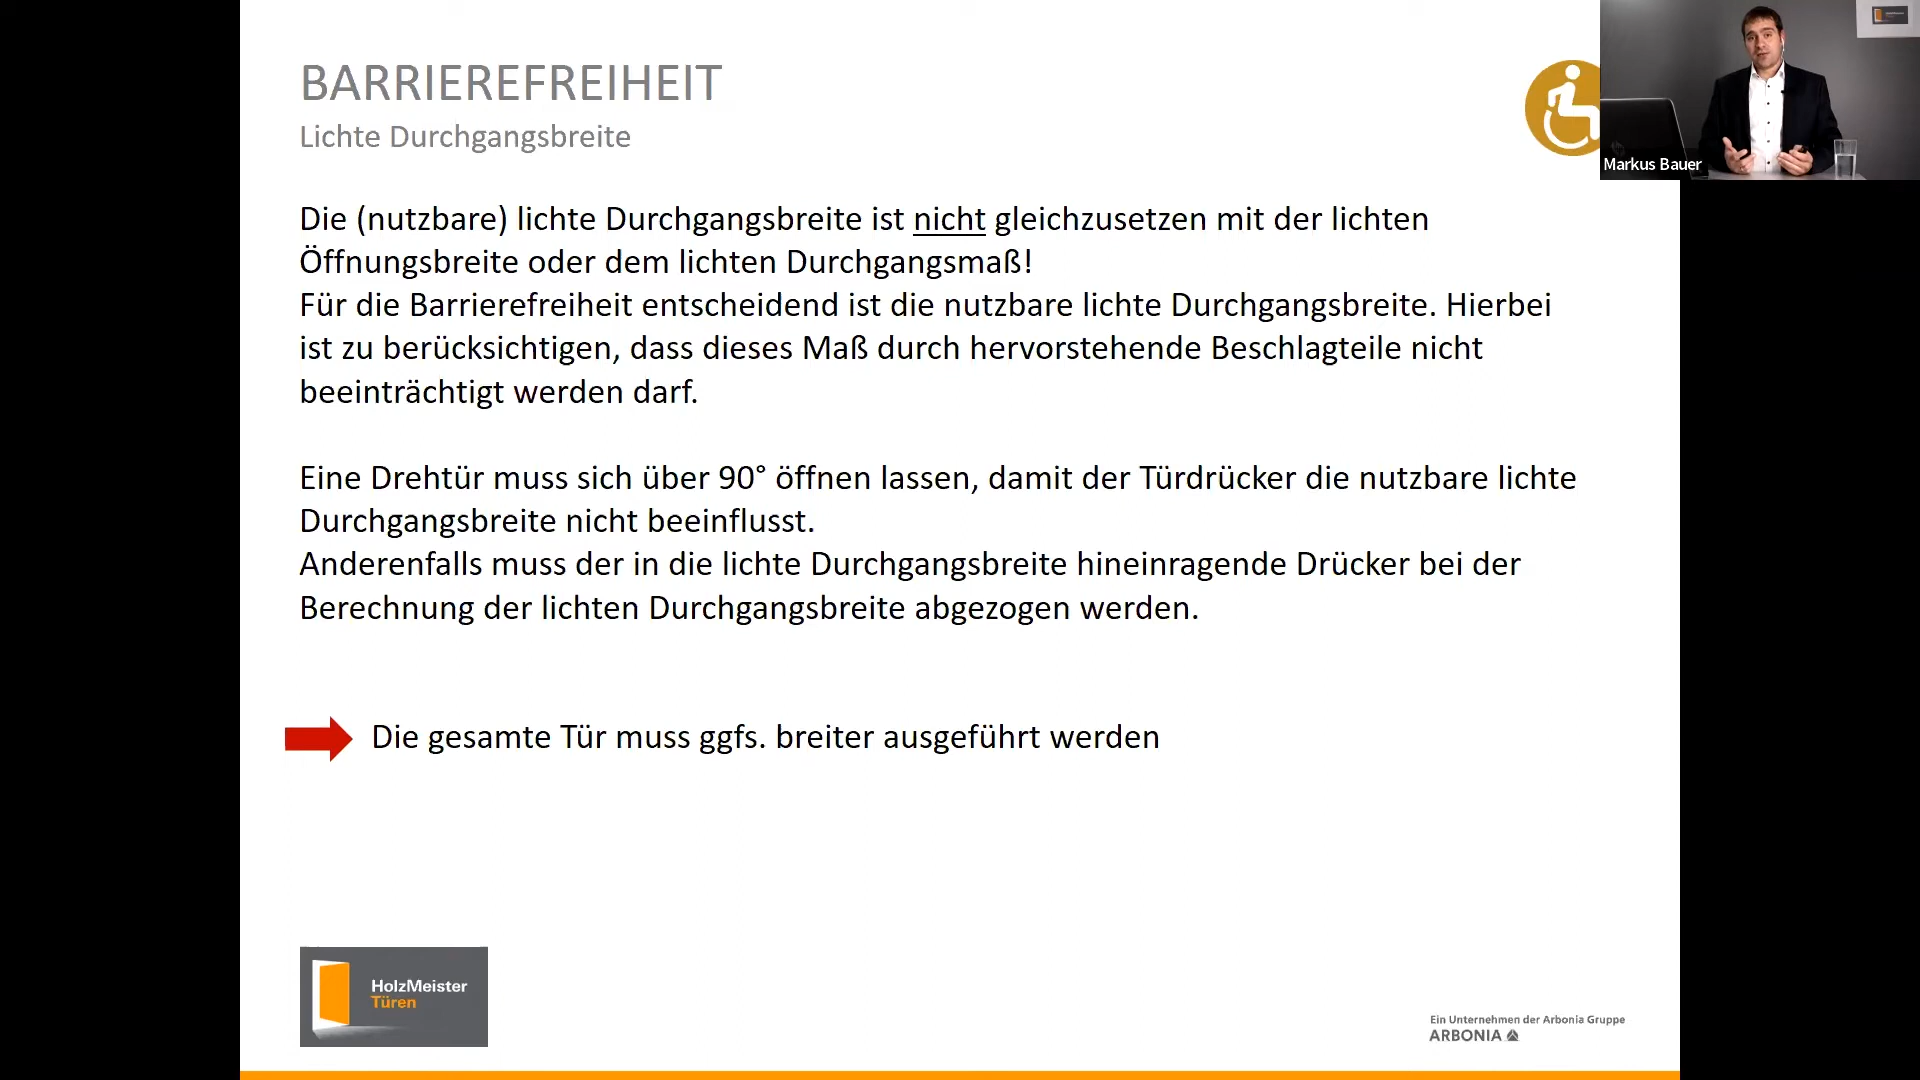 BARRIEREFREIHEIT
Lichte Durchgangsbreite
Markus Bauer
Die (nutzbare) lichte Durchgangsbreite ist nicht gleichzusetzen mit der lichten
Öffnungsbreite oder dem lichten Durchgangsmaß!
Für die Barrierefreiheit entscheidend ist die nutzbare lichte Durchgangsbreite. Hierbei
ist zu berücksichtigen, dass dieses Maß durch hervorstehende Beschlagteile nicht
beeinträchtigt werden darf.
Eine Drehtür muss sich über 90° öffnen lassen, damit der Türdrücker die nutzbare lichte
Durchgangsbreite nicht beeinflusst.
Anderenfalls muss der in die lichte Durchgangsbreite hineinragende Drücker bei der
Berechnung der lichten Durchgangsbreite abgezogen werden.
Die gesamte Tür muss ggfs. breiter ausgeführt werden
HolzMeister
Türen
Ein Unternehmen der Arbonia Gruppe
ARBONIA